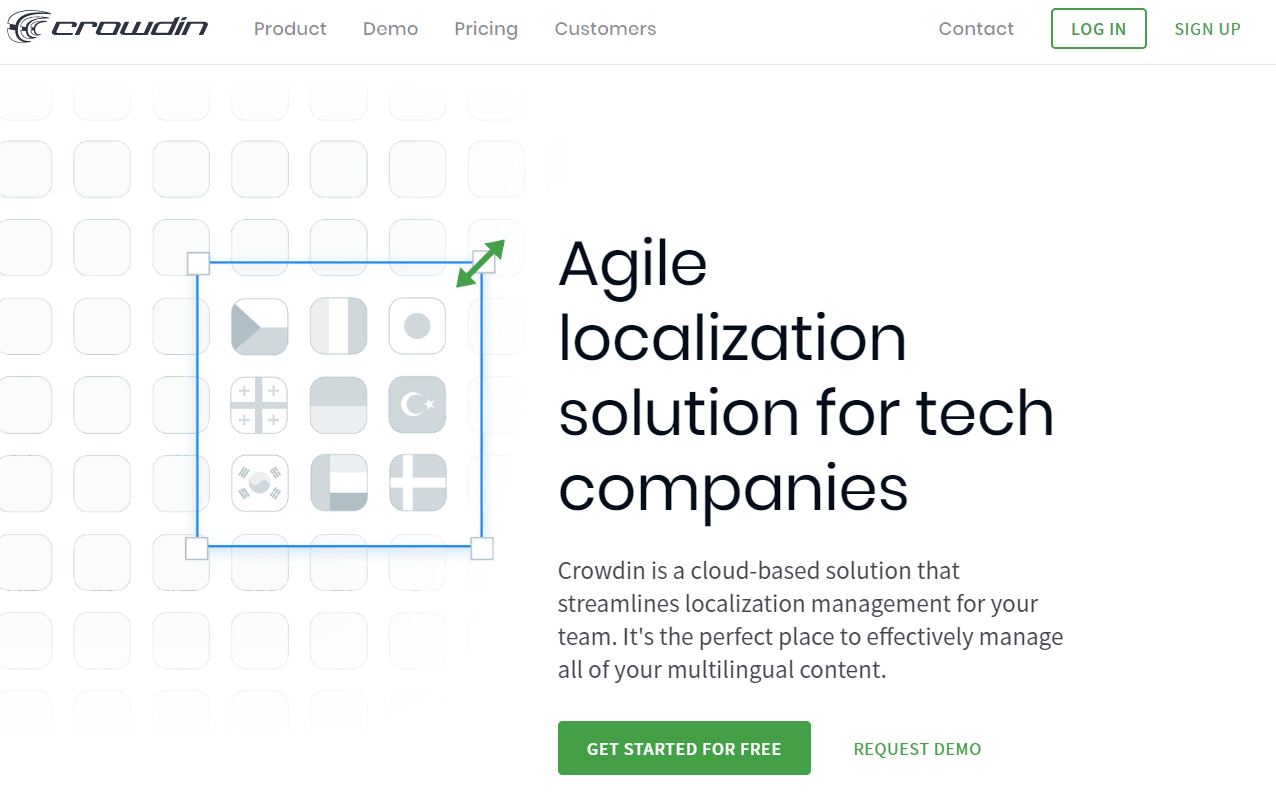 crowdin
Product
Demo
Pricing
Customers
Contact
LOG IN
SIGN UP
Agile
localization
solution for tech
companies
Crowdin is a cloud-based solution that
streamlines localization management for your
team. It's the perfect place to effectively manage
all of your multilingual content.
GET STARTED FOR FREE
REQUEST DEMO